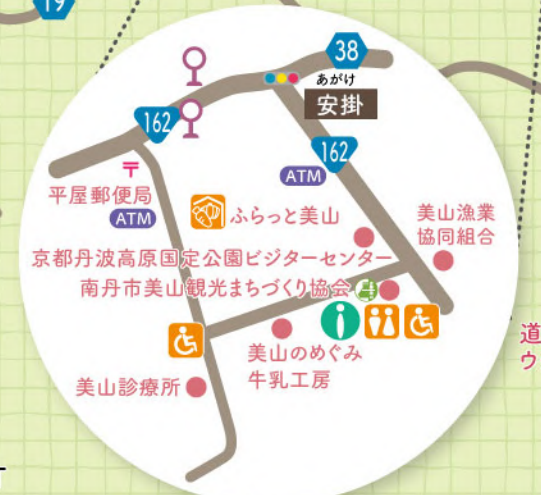 19
38
あがけ
安掛
162
162
〒
ATM
平屋郵便局
ATM
ふらっと美山
美山漁業
協同組合
京都丹波高原国定公園ビジターセンター
南丹市美山観光まちづくり協会
美山のめぐみ
牛乳工房
美山診療所
道
ウ